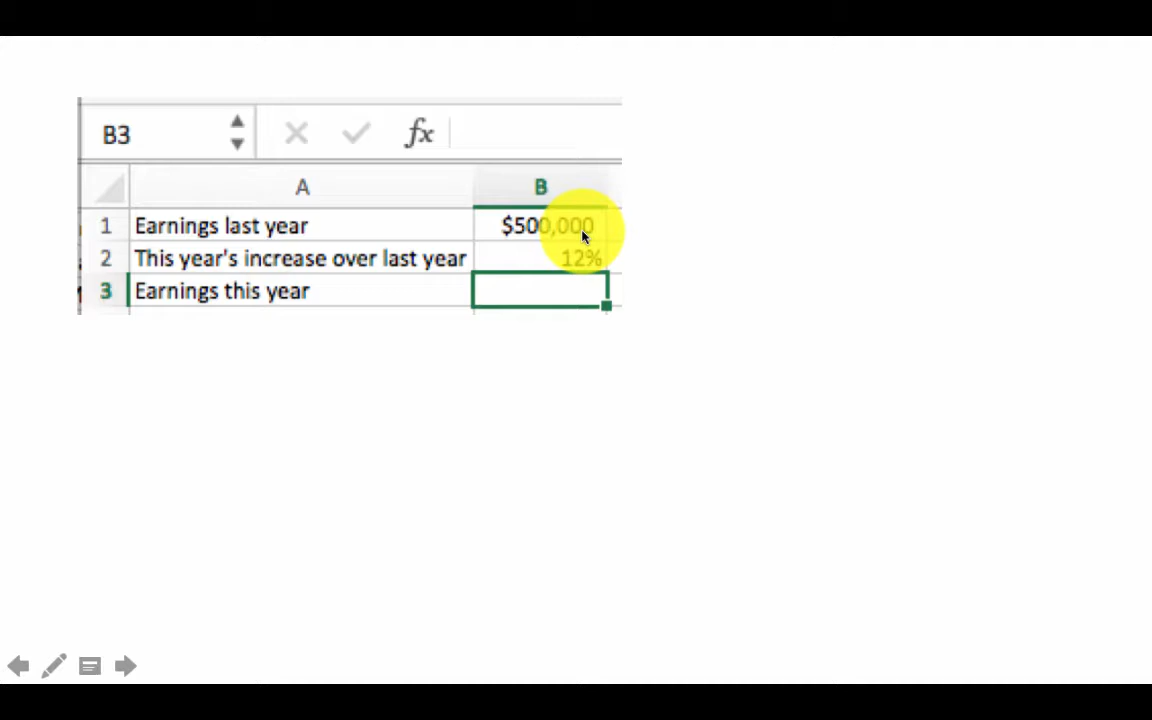 B3 fx
A B
1 Earnings last year $500,000
2 This year's increase over last year 12%
3 Earnings this year